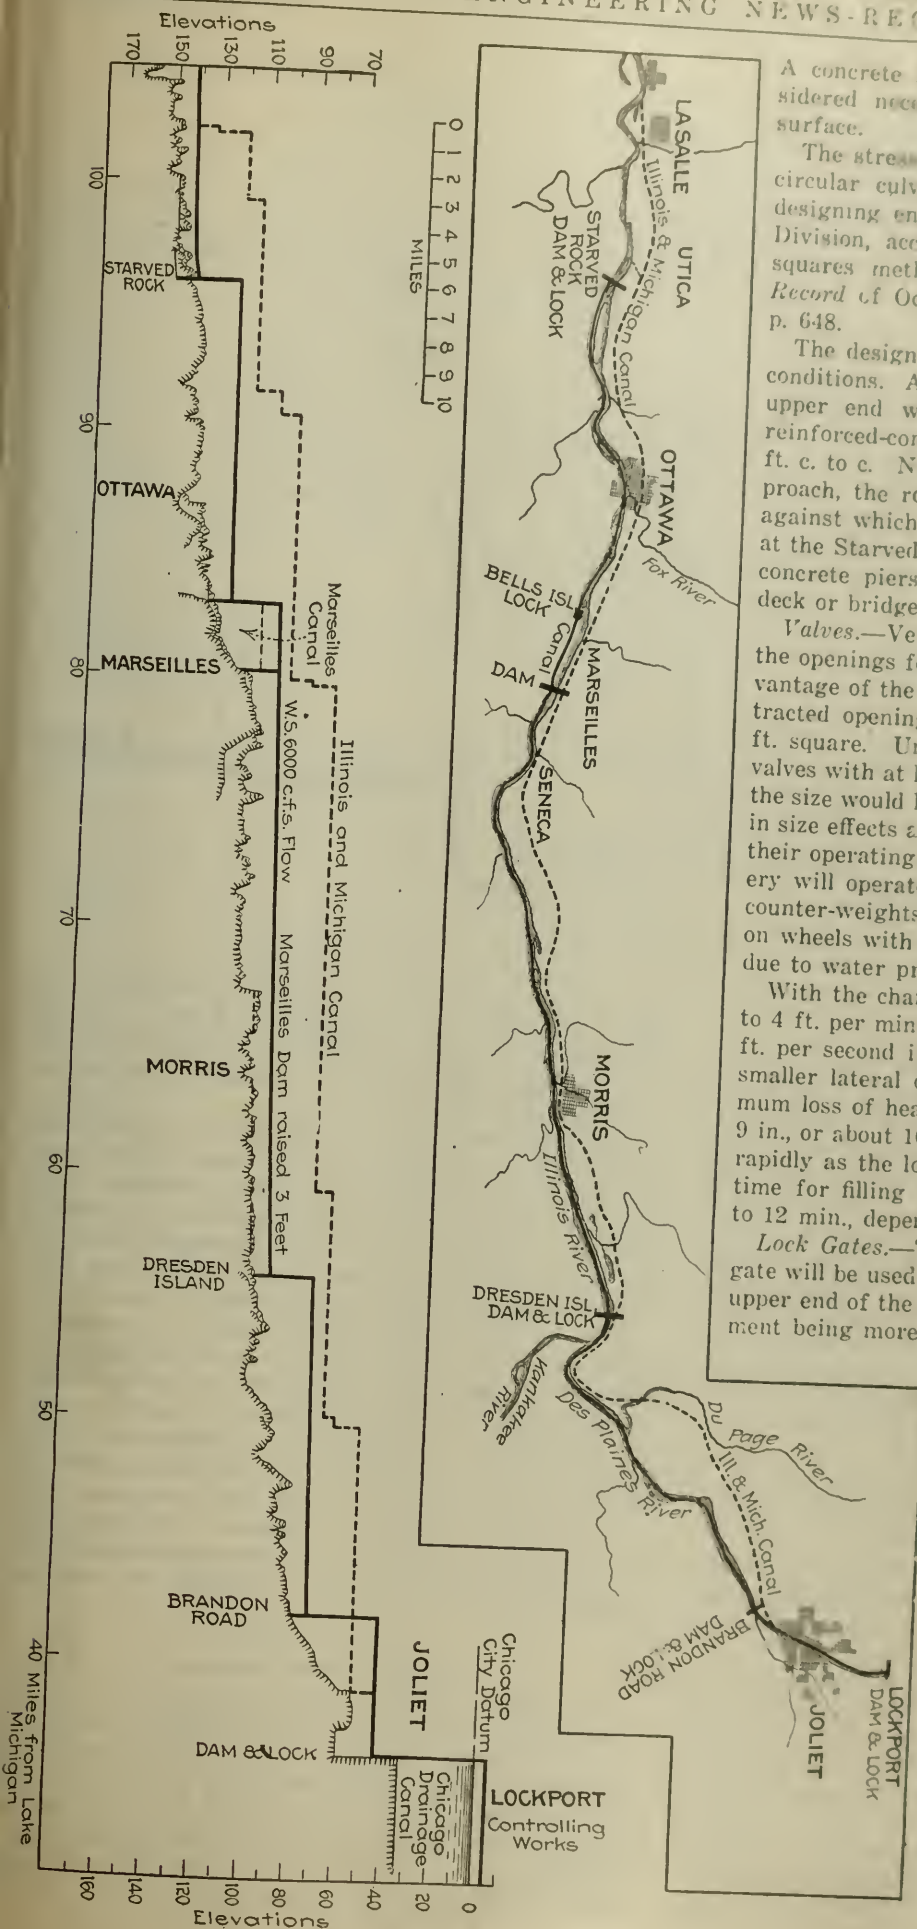 ENGINEERING NEWS-REC
A concrete
sidered nece
surface.
The stress
circular culv
designing en
Division, acc
squares meth
Record of Oc
p. 648.
The design
conditions. A
upper end w
reinforced-con
ft. c. to c. N
proach, the ro
against which
at the Starved
concrete piers
deck or bridge
Valves.—Ve
the openings fo
vantage of the
tracted opening
ft. square. Un
valves with at l
the size would l
in size effects a
their operating
ery will operat
counter-weights
on wheels with
due to water pr
With the cha
to 4 ft. per min
ft. per second i
smaller lateral c
mum loss of hea
9 in., or about 10
rapidly as the lo
time for filling
to 12 min., depen
Lock Gates.—T
gate will be used
upper end of the
ment being more
LASALLE
Illinois & Michigan Canal
UTICA
STARVED
ROCK
DAM & LOCK
OTTAWA
Fox River
BELLS ISL.
LOCK
Canal
MARSEILLES
DAM
SENECA
MORRIS
Illinois River
DRESDEN ISL.
DAM & LOCK
Kankakee
River
Des Plaines
River
Du
Page River
Ill. & Mich. Canal
BRANDON ROAD
DAM & LOCK
JOLIET
LOCKPORT
DAM & LOCK
0 1 2 3 4 5 6 7 8 9 10
MILES
Elevations
170 150 130 110 90 70
100
STARVED
ROCK
90
OTTAWA
Marseilles
Canal
MARSEILLES
80
Illinois and Michigan Canal
W.S. 6000 c.f.s. Flow Marseilles Dam raised 3 Feet
70
MORRIS
60
DRESDEN
ISLAND
50
BRANDON
ROAD
JOLIET
Chicago
City Datum
DAM & LOCK
Chicago
Drainage
Canal
LOCKPORT
Controlling
Works
40 Miles from Lake
Michigan
160 140 120 100 80 60 40 20 0
Elevations